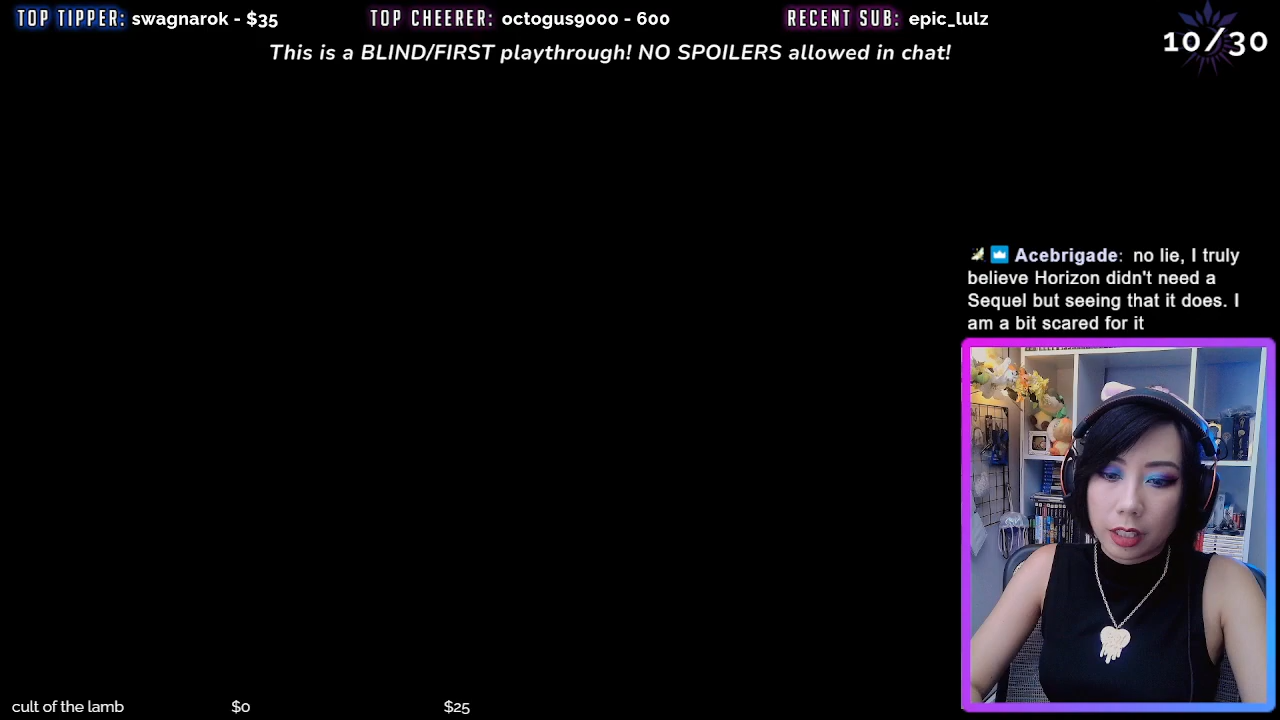 TOP TIPPER: swagnarok - $35 TOP CHEERER: octogus9000 - 600 RECENT SUB: epic_lulz
This is a BLIND/FIRST playthrough! NO SPOILERS allowed in chat!
10/30
Acebrigade: no lie, I truly
believe Horizon didn't need a
Sequel but seeing that it does. I
am a bit scared for it
cult of the lamb $0 $25